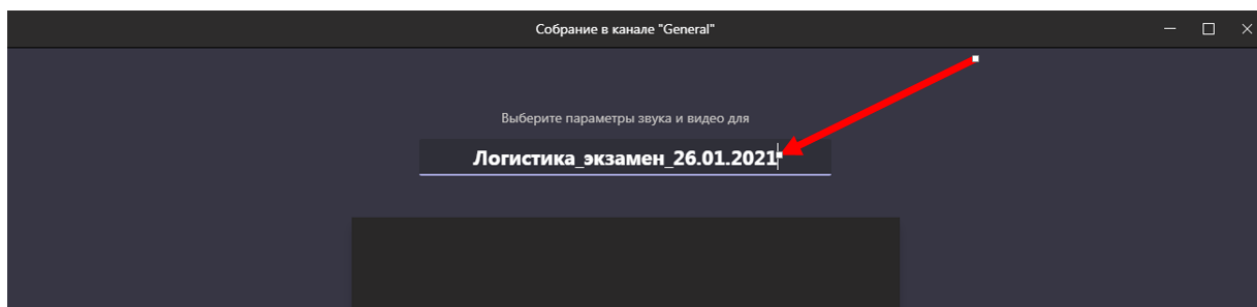 Собрание в канале "General"
Выберите параметры звука и видео для
Логистика_экзамен_26.01.2021